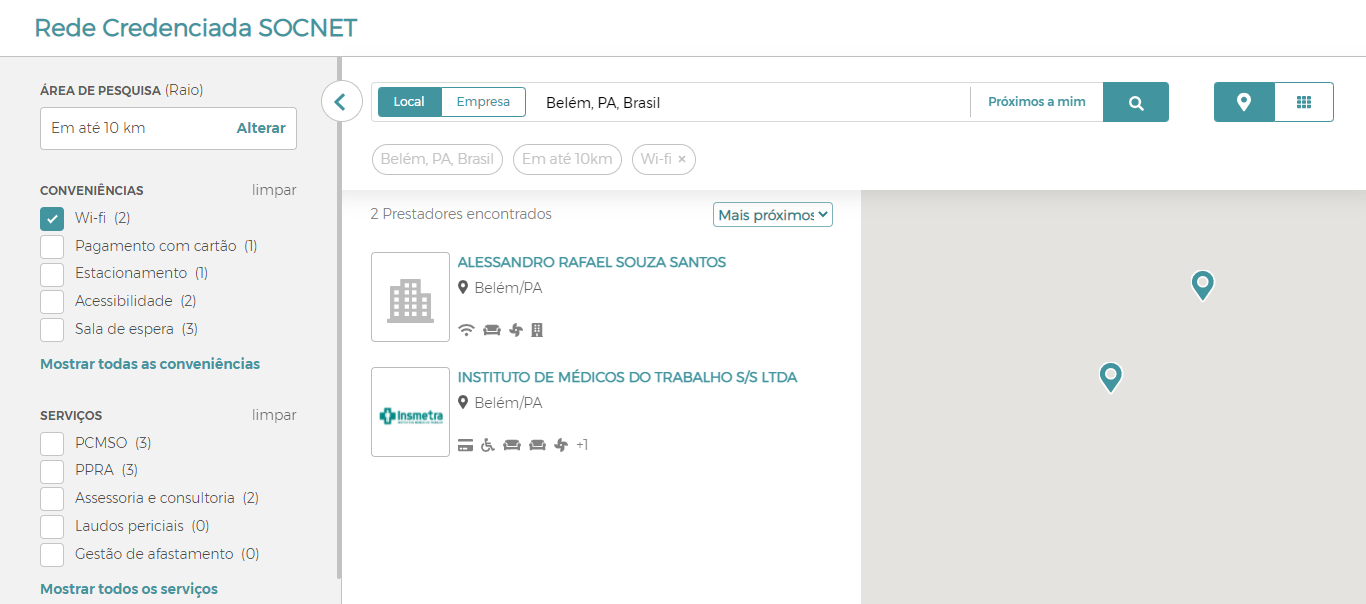 Rede Credenciada SOCNET
ÁREA DE PESQUISA (Raio)
Em até 10 km Alterar
CONVENIÊNCIAS limpar
Wi-fi (2)
Pagamento com cartão (1)
Estacionamento (1)
Acessibilidade (2)
Sala de espera (3)
Mostrar todas as conveniências
SERVIÇOS limpar
PCMSO (3)
PPRA (3)
Assessoria e consultoria (2)
Laudos periciais (0)
Gestão de afastamento (0)
Mostrar todos os serviços
Local Empresa Belém, PA, Brasil Próximos a mim
Belém, PA, Brasil Em até 10km Wi-fi ×
2 Prestadores encontrados Mais próximos
ALESSANDRO RAFAEL SOUZA SANTOS
Belém/PA
INSTITUTO DE MÉDICOS DO TRABALHO S/S LTDA
Insmetra
Belém/PA
+1